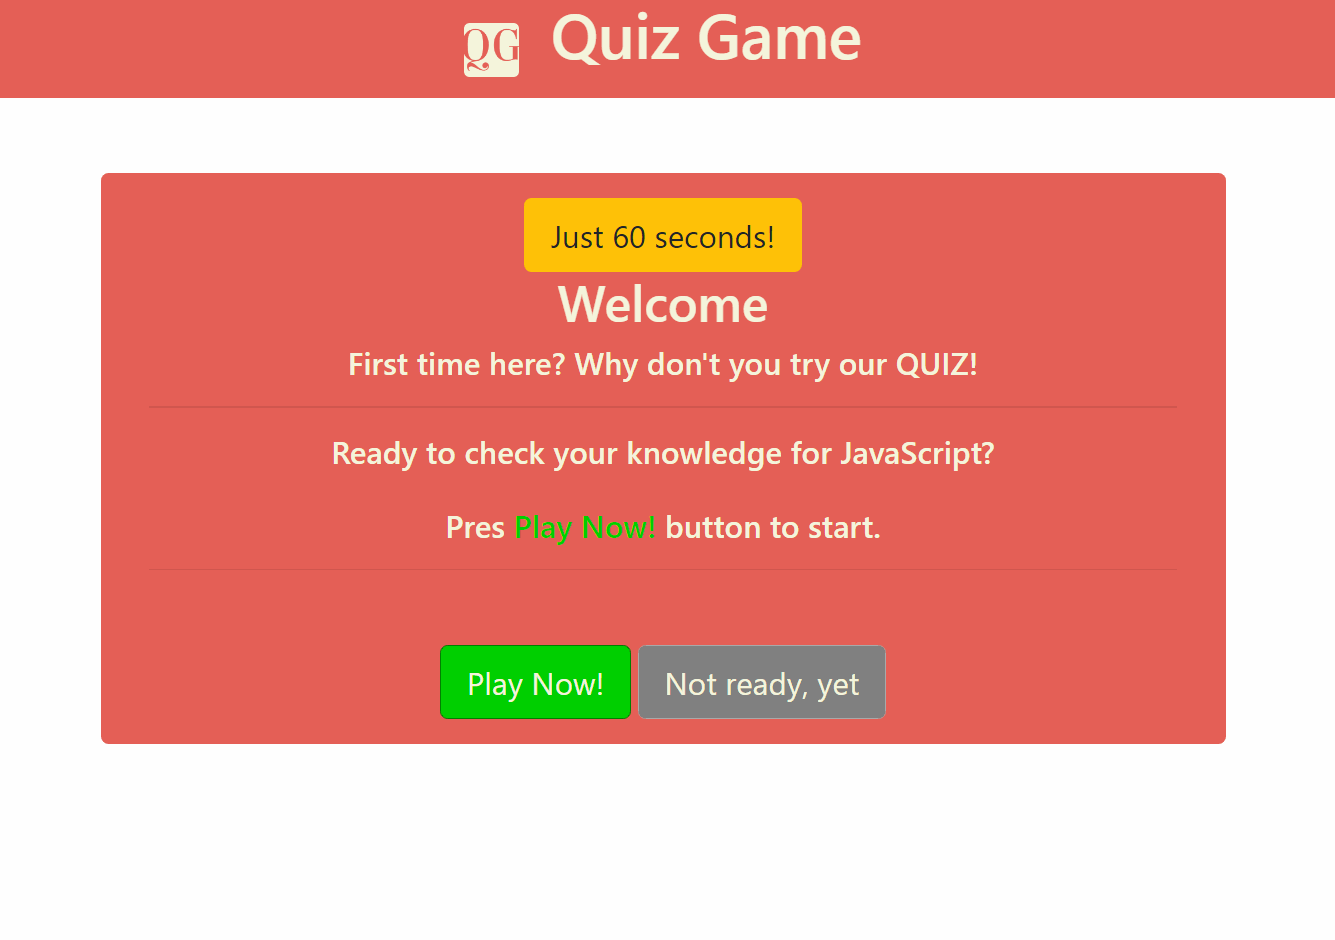 QG Quiz Game
Just 60 seconds!
Welcome
First time here? Why don't you try our QUIZ!
Ready to check your knowledge for JavaScript?
Pres Play Now! button to start.
Play Now! Not ready, yet